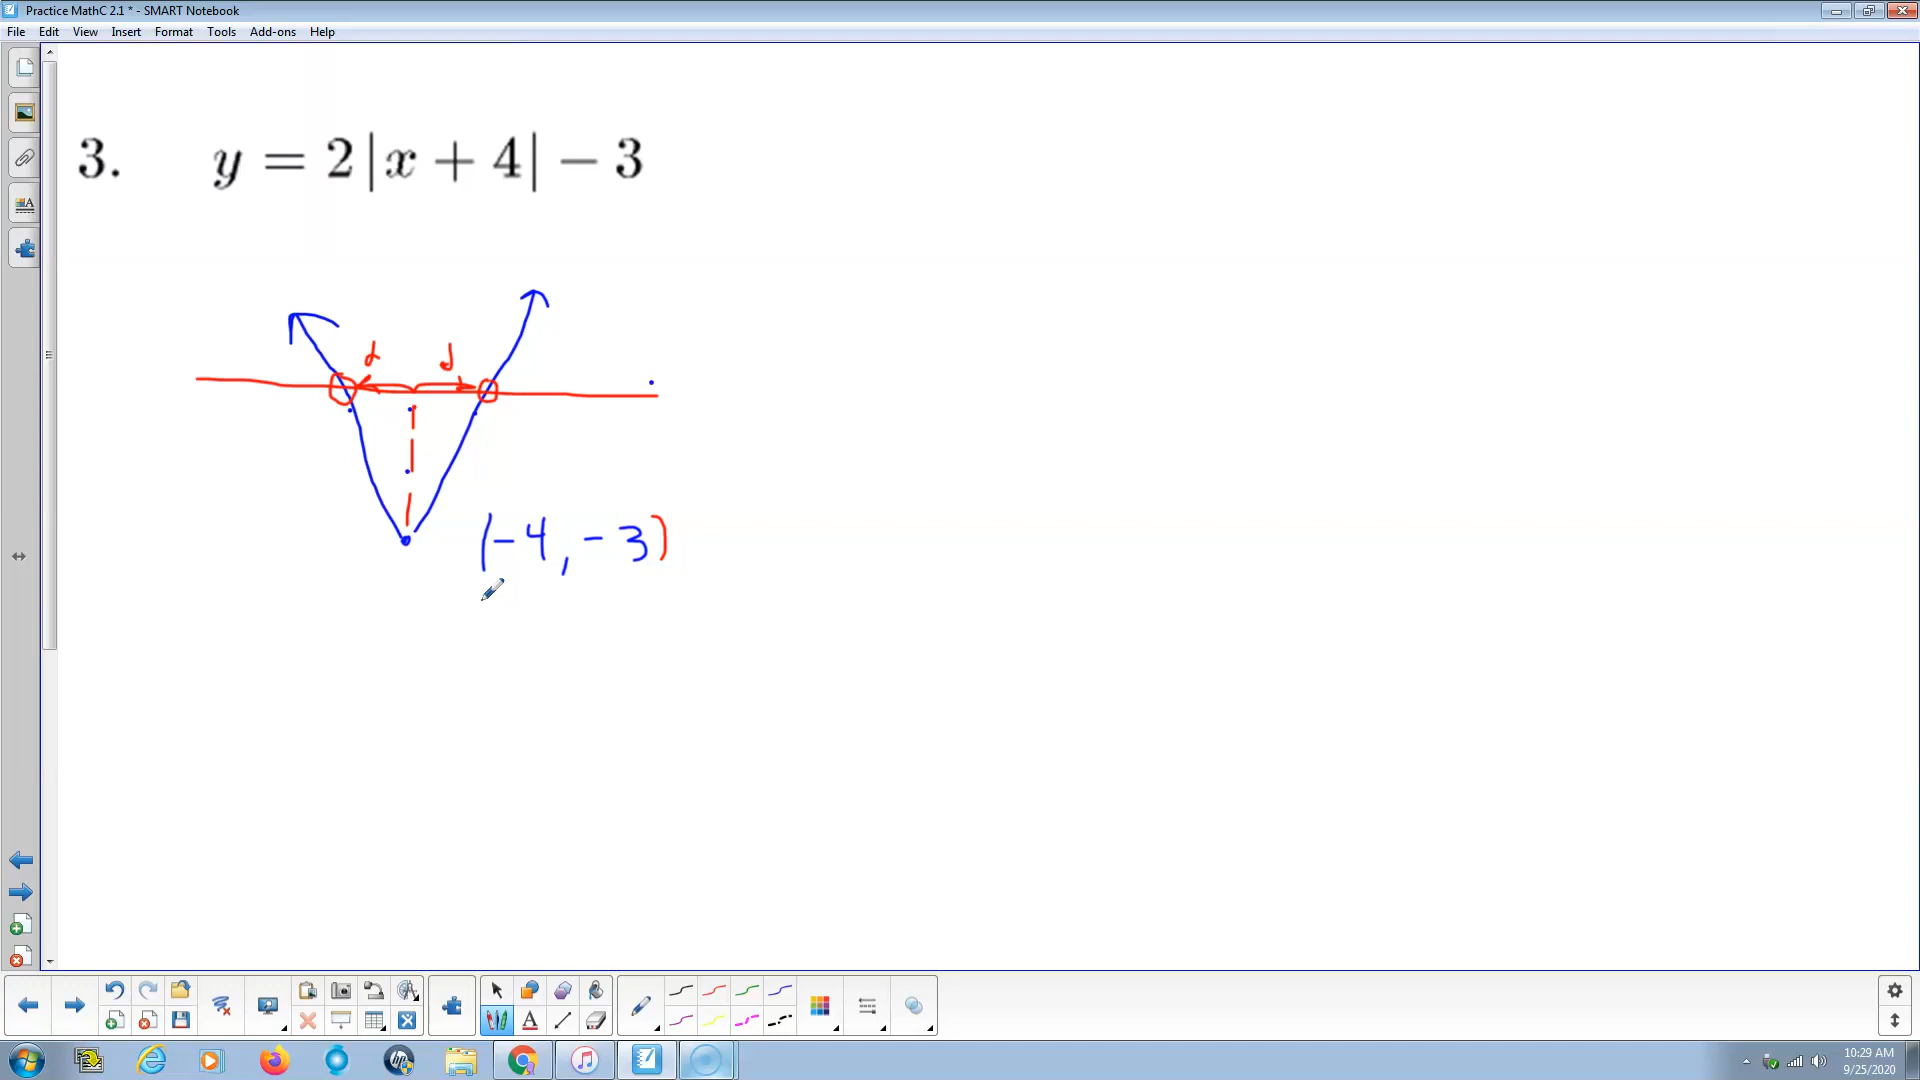 Practice MathC 2.1 * - SMART Notebook
File Edit View Insert Format Tools Add-ons Help
3. y = 2|x + 4| − 3
d d
(-4, -3)
10:29 AM
9/25/2020